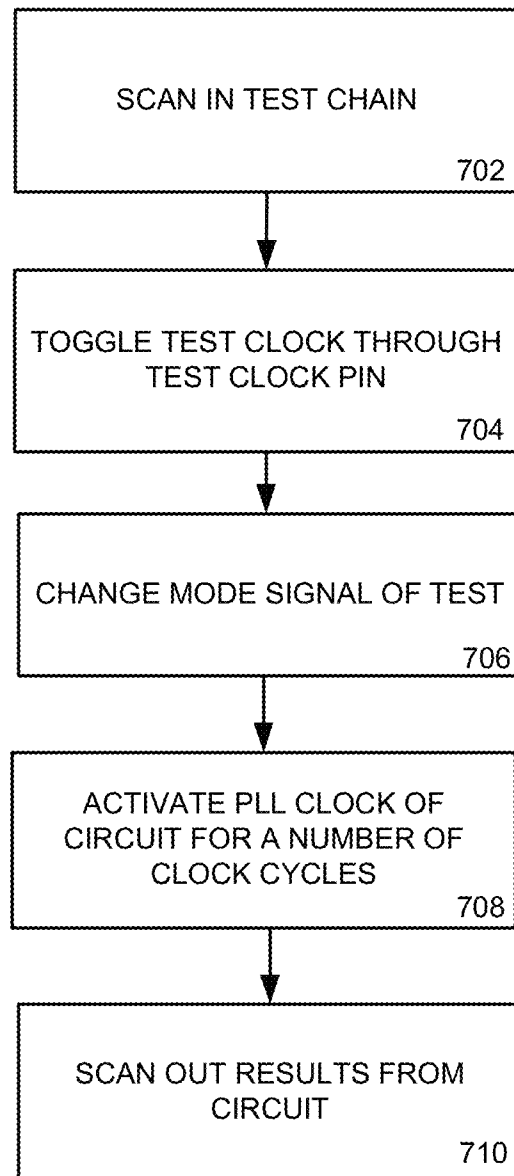 SCAN IN TEST CHAIN
702
TOGGLE TEST CLOCK THROUGH
TEST CLOCK PIN
704
CHANGE MODE SIGNAL OF TEST
706
ACTIVATE PLL CLOCK OF
CIRCUIT FOR A NUMBER OF
CLOCK CYCLES
708
SCAN OUT RESULTS FROM
CIRCUIT
710